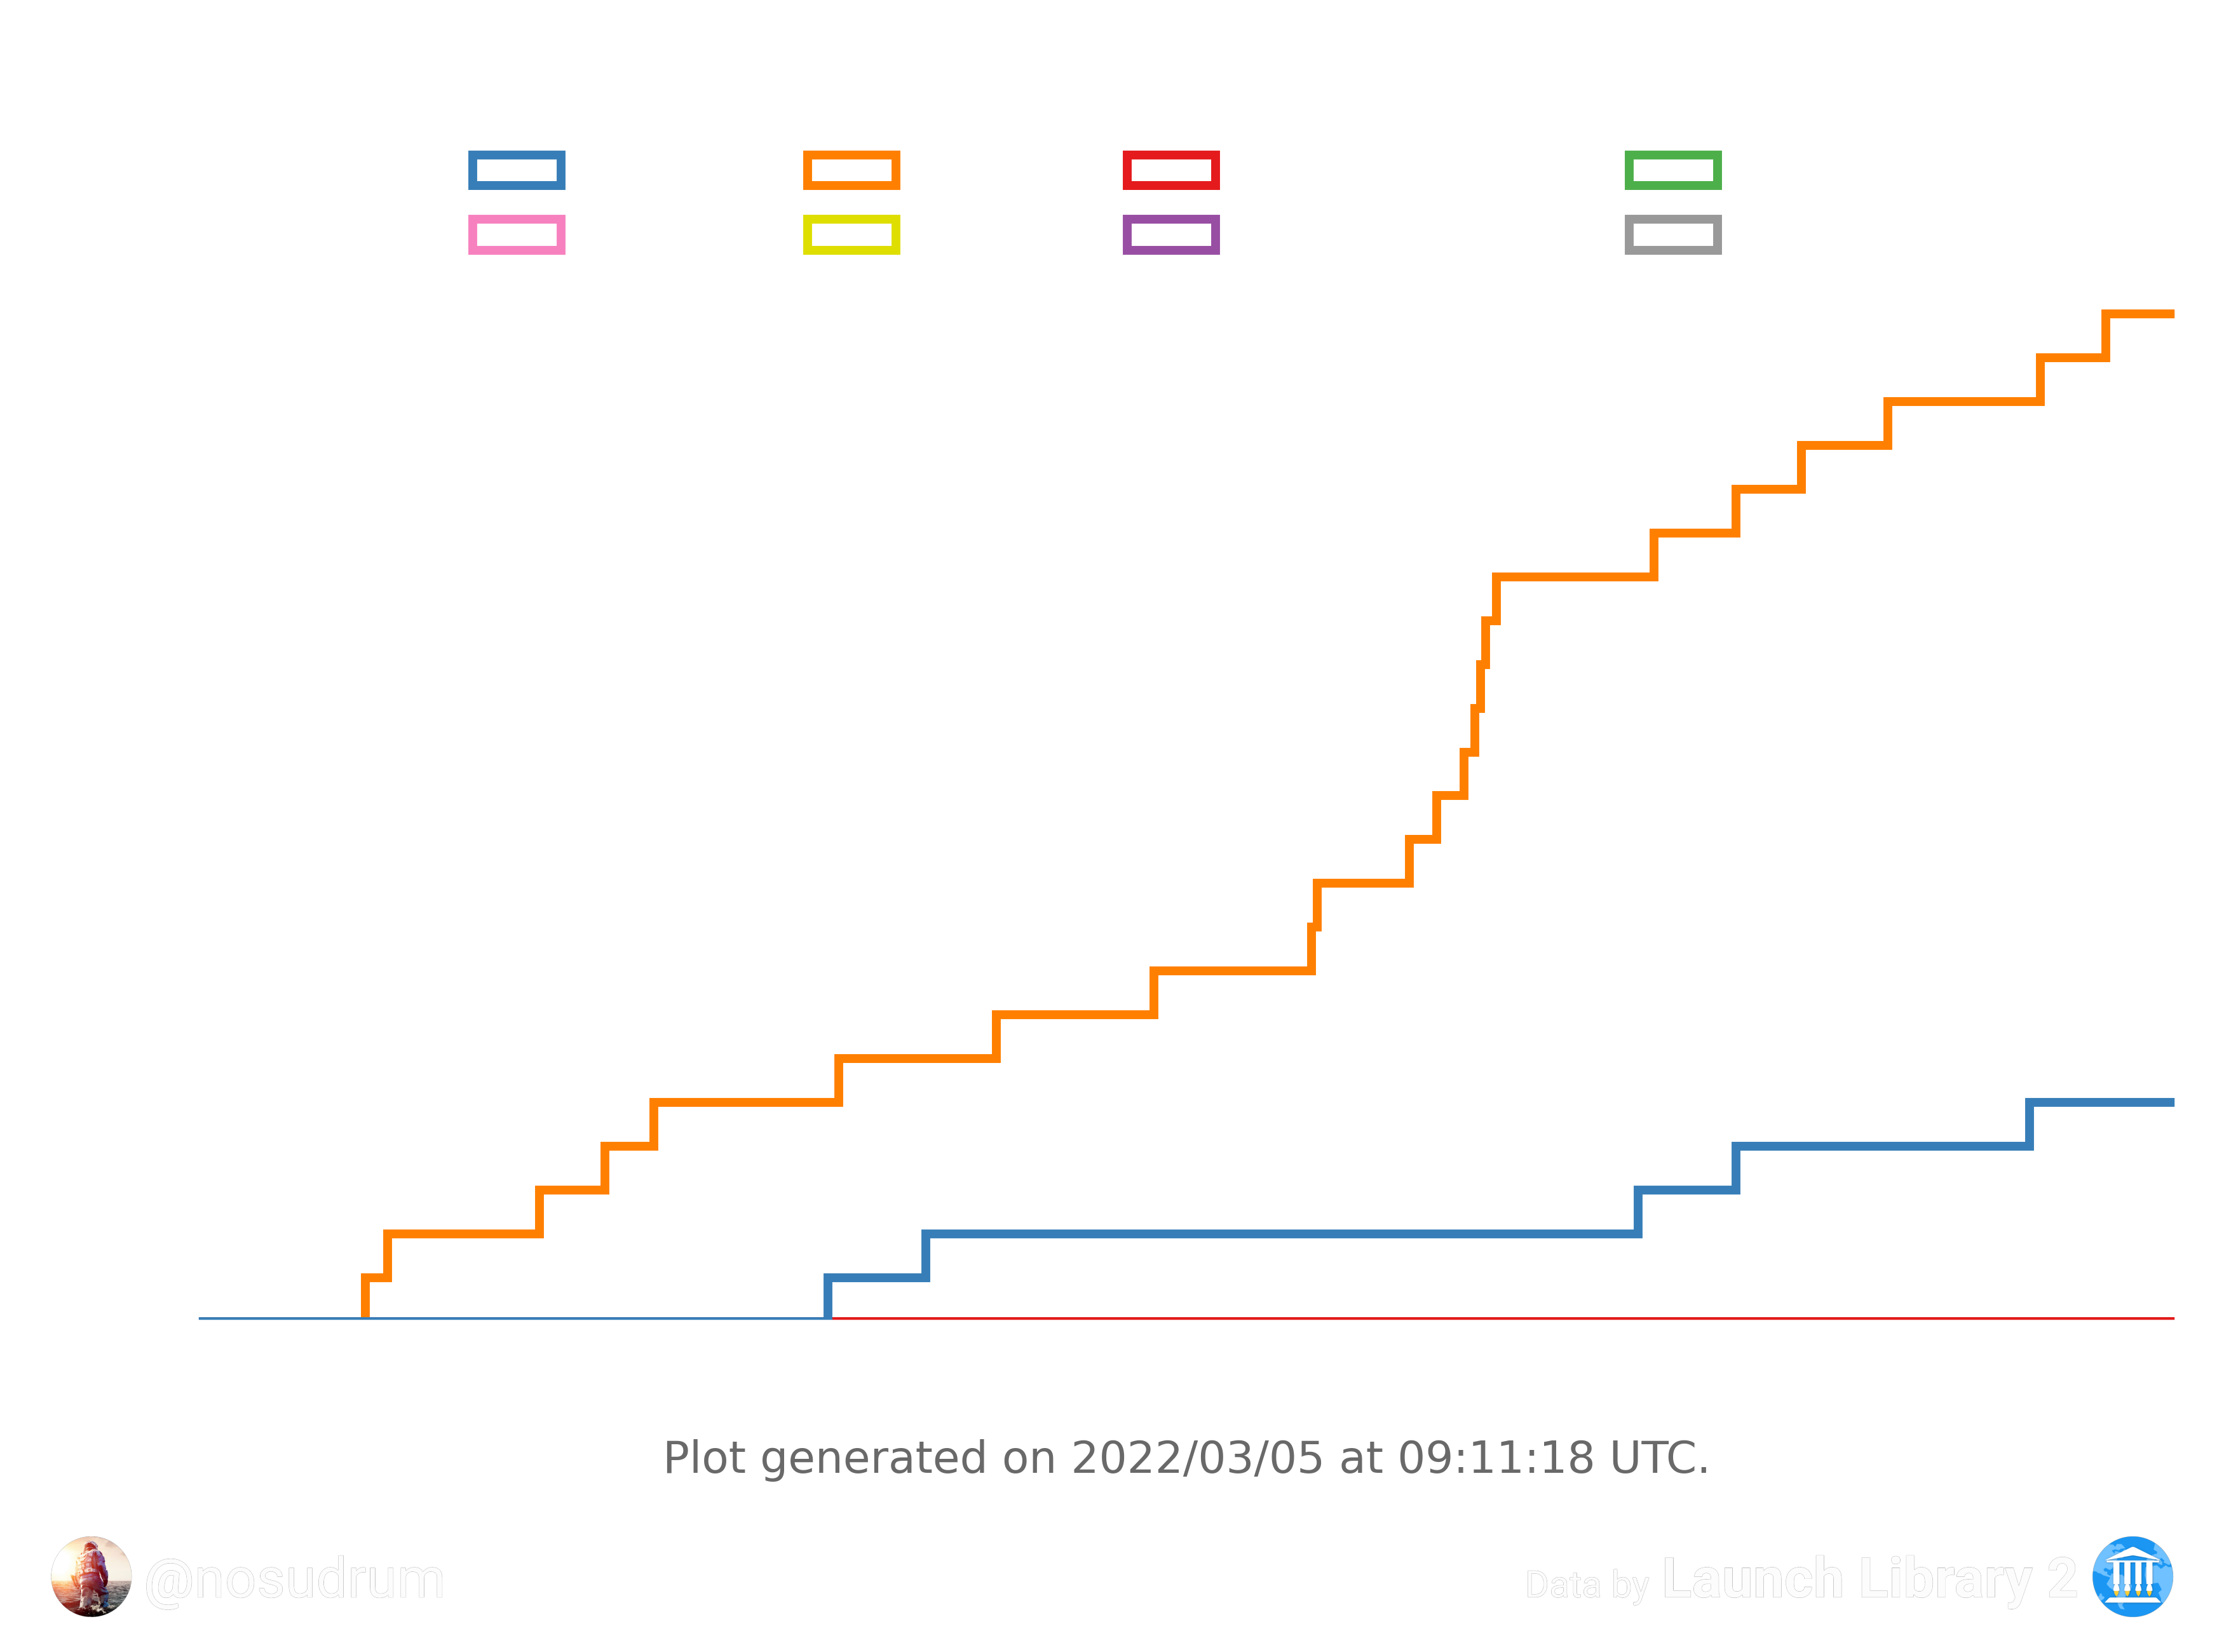 Plot generated on 2022/03/05 at 09:11:18 UTC.
@nosudrum
Data by Launch Library 2